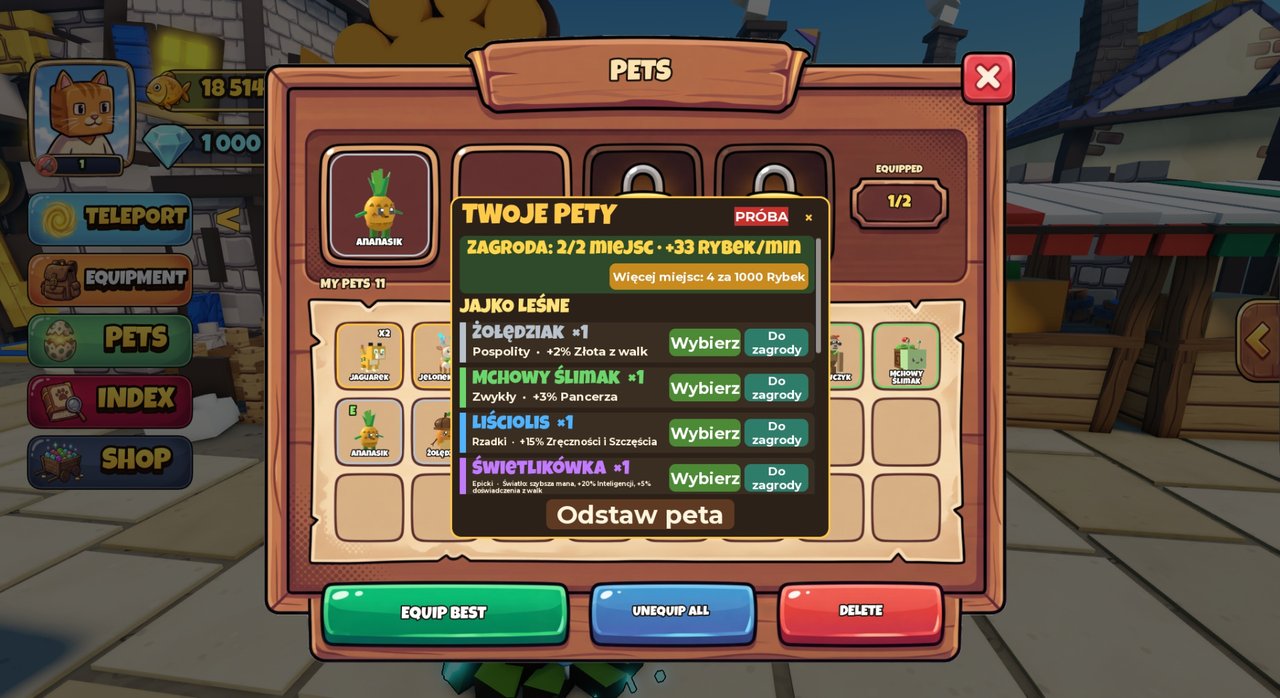 PETS
18 514
1 000
1
TELEPORT
EQUIPMENT
PETS
INDEX
SHOP
ANANASIK
EQUIPPED
1/2
MY PETS 11
X2
JAGUAREK
MCHOWY
ŚLIMAK
E
ANANASIK
TWOJE PETY
PRÓBA
×
ZAGRODA: 2/2 MIEJSC · +33 RYBEK/MIN
Więcej miejsc: 4 za 1000 Rybek
JAJKO LEŚNE
ŻOŁĘDZIAK ×1
Pospolity · +2% Złota z walk
Wybierz
Do
zagrody
MCHOWY ŚLIMAK ×1
Zwykły · +3% Pancerza
Wybierz
Do
zagrody
LIŚCIOLIS ×1
Rzadki · +15% Zręczności i Szczęścia
Wybierz
Do
zagrody
ŚWIETLIKÓWKA ×1
Epicki · Światło: szybsza mana, +20% Inteligencji, +5%
doświadczenia z walk
Wybierz
Do
zagrody
Odstaw peta
EQUIP BEST
UNEQUIP ALL
DELETE